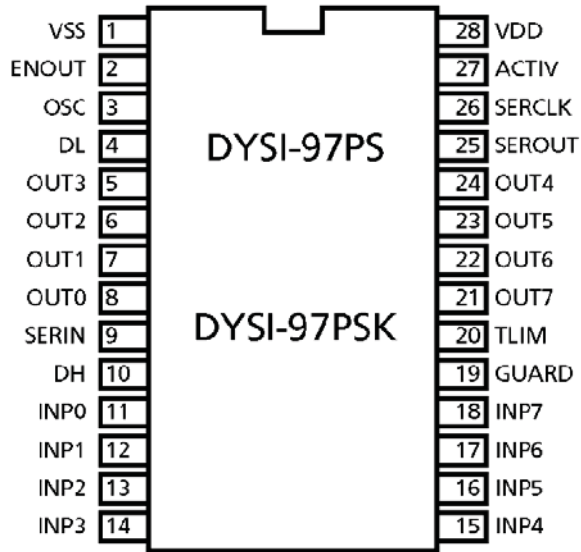 VSS 1 28 VDD
ENOUT 2 27 ACTIV
OSC 3 26 SERCLK
DL 4 DYSI-97PS 25 SEROUT
OUT3 5 24 OUT4
OUT2 6 23 OUT5
OUT1 7 22 OUT6
OUT0 8 21 OUT7
SERIN 9 DYSI-97PSK 20 TLIM
DH 10 19 GUARD
INP0 11 18 INP7
INP1 12 17 INP6
INP2 13 16 INP5
INP3 14 15 INP4